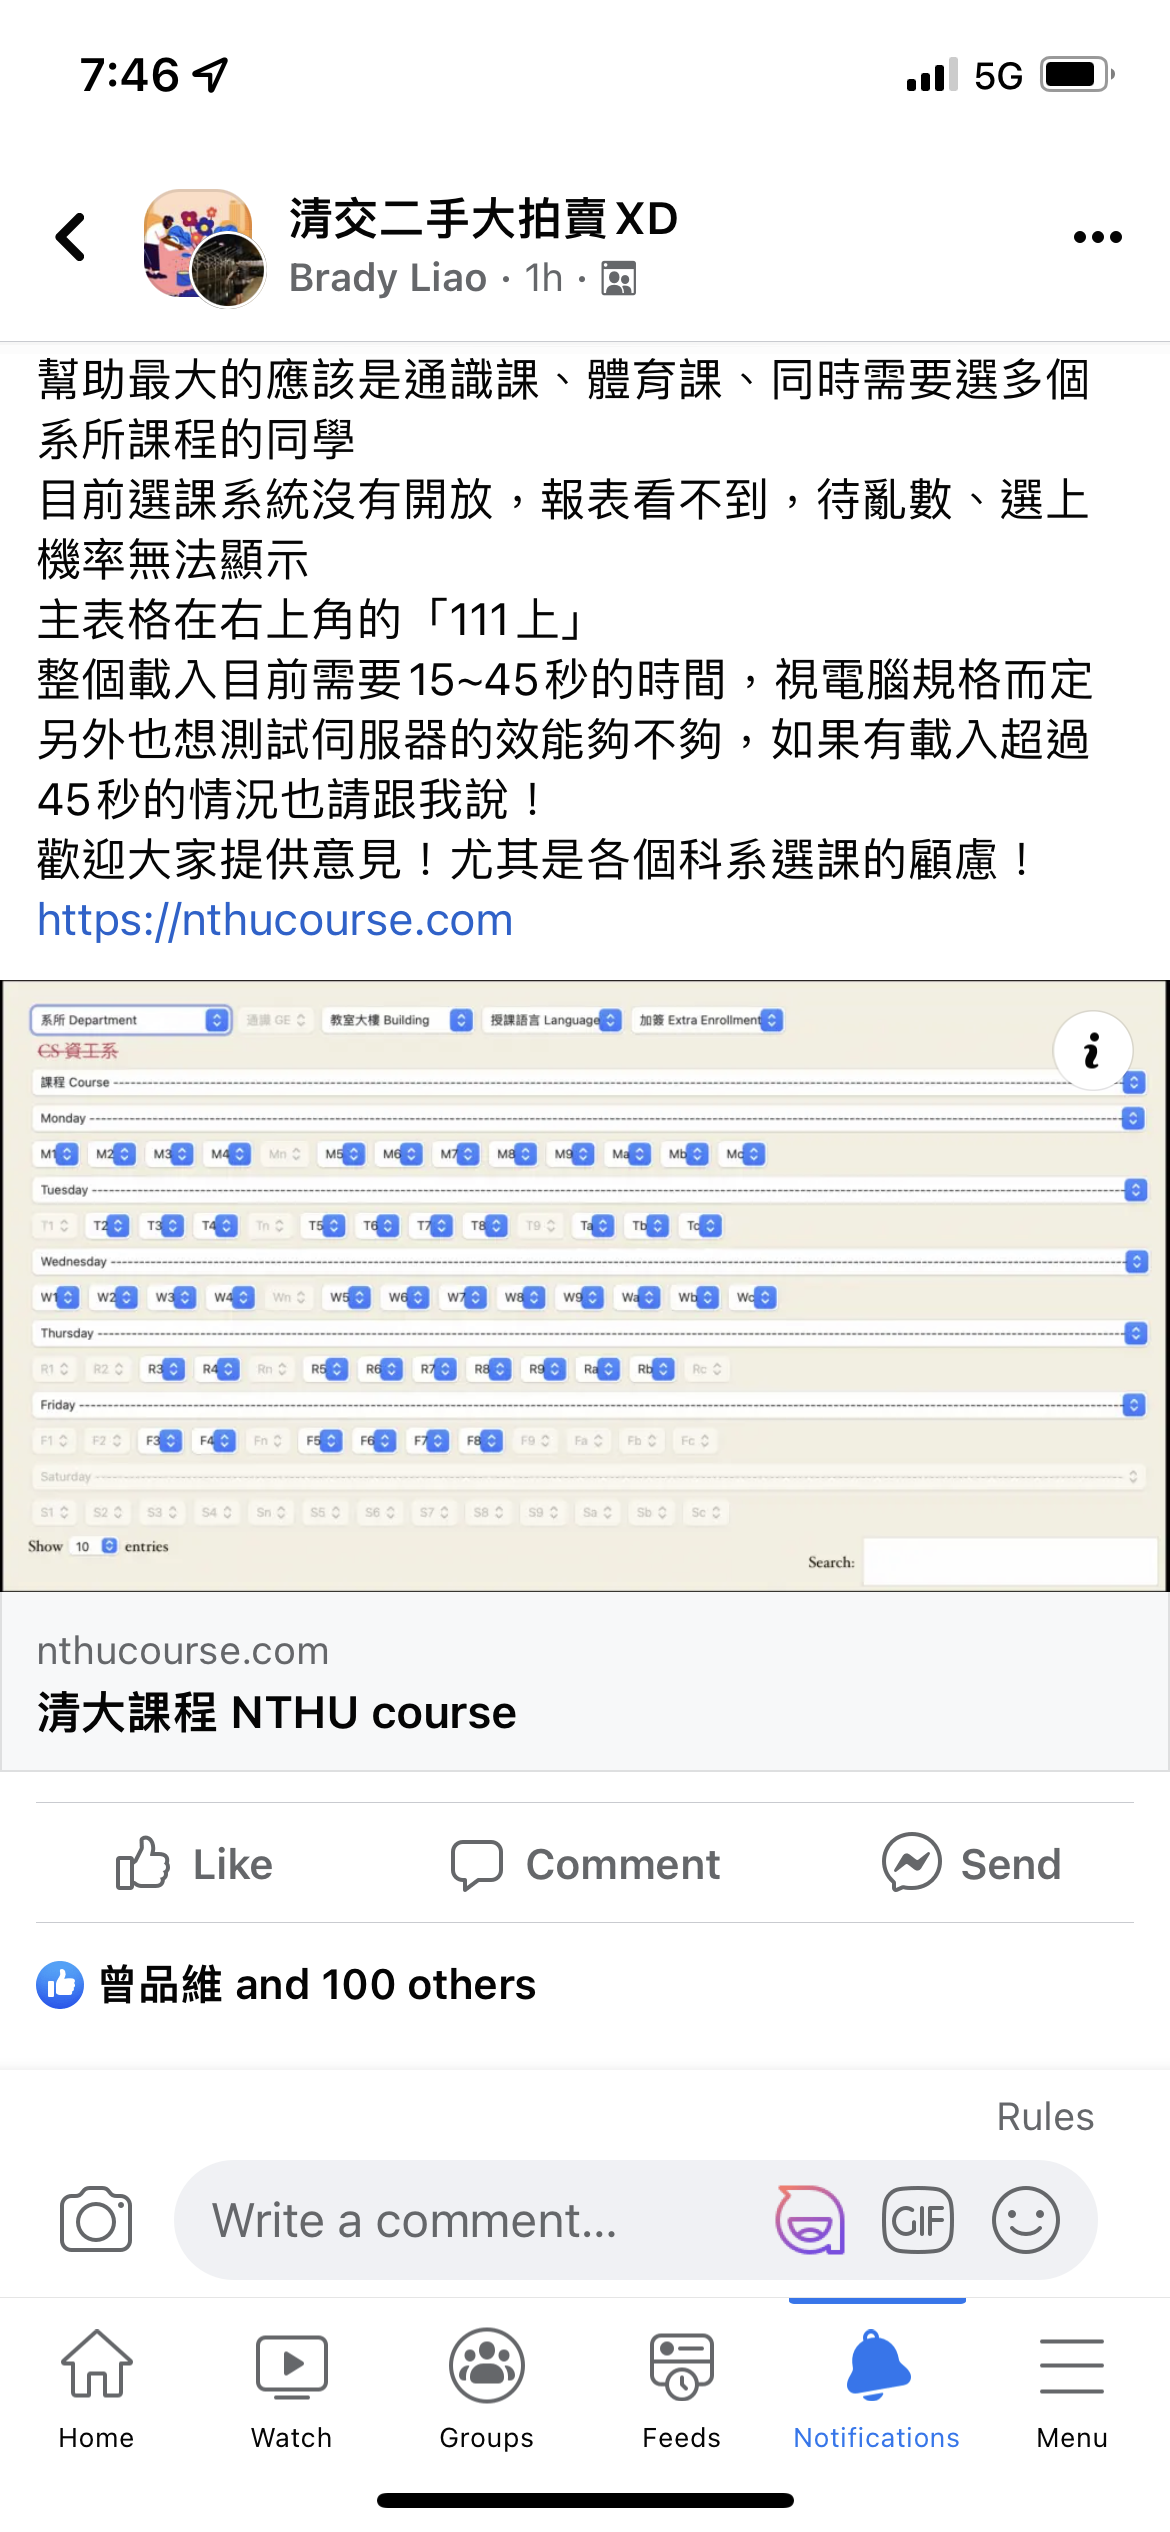 7:46
5G
清交二手大拍賣XD
Brady Liao · 1h ·
幫助最大的應該是通識課、體育課、同時需要選多個
系所課程的同學
目前選課系統沒有開放，報表看不到，待亂數、選上
機率無法顯示
主表格在右上角的「111上」
整個載入目前需要15~45秒的時間，視電腦規格而定
另外也想測試伺服器的效能夠不夠，如果有載入超過
45秒的情況也請跟我說！
歡迎大家提供意見！尤其是各個科系選課的顧慮！
https://nthucourse.com
系所 Department 通識 GE 教室大樓 Building 授課語言 Language 加簽 Extra Enrollment
CS 資工系
課程 Course
Monday
M1 M2 M3 M4 Mn M5 M6 M7 M8 M9 Ma Mb Mc
Tuesday
T1 T2 T3 T4 Tn T5 T6 T7 T8 T9 Ta Tb Tc
Wednesday
W1 W2 W3 W4 Wn W5 W6 W7 W8 W9 Wa Wb Wc
Thursday
R1 R2 R3 R4 Rn R5 R6 R7 R8 R9 Ra Rb Rc
Friday
F1 F2 F3 F4 Fn F5 F6 F7 F8 F9 Fa Fb Fc
Saturday
S1 S2 S3 S4 Sn S5 S6 S7 S8 S9 Sa Sb Sc
Show 10 entries
Search:
nthucourse.com
清大課程 NTHU course
Like Comment Send
曾品維 and 100 others
Rules
Write a comment...
GIF
Home Watch Groups Feeds Notifications Menu